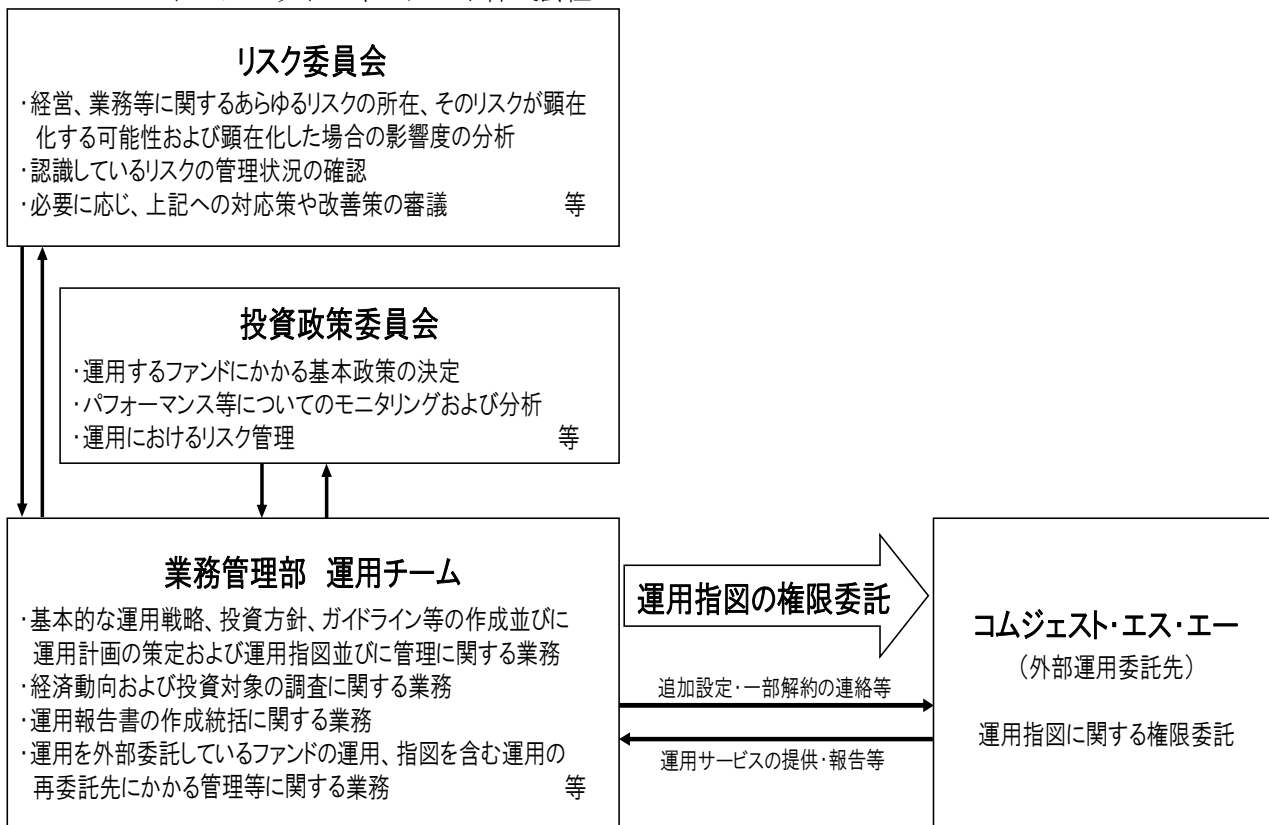 リスク委員会
・経営、業務等に関するあらゆるリスクの所在、そのリスクが顕在
化する可能性および顕在化した場合の影響度の分析
・認識しているリスクの管理状況の確認
・必要に応じ、上記への対応策や改善策の審議 等
投資政策委員会
・運用するファンドにかかる基本政策の決定
・パフォーマンス等についてのモニタリングおよび分析
・運用におけるリスク管理 等
業務管理部 運用チーム
・基本的な運用戦略、投資方針、ガイドライン等の作成並びに
運用計画の策定および運用指図並びに管理に関する業務
・経済動向および投資対象の調査に関する業務
・運用報告書の作成統括に関する業務
・運用を外部委託しているファンドの運用、指図を含む運用の
再委託先にかかる管理等に関する業務 等
運用指図の権限委託
追加設定・一部解約の連絡等
運用サービスの提供・報告等
コムジェスト・エス・エー
（外部運用委託先）
運用指図に関する権限委託